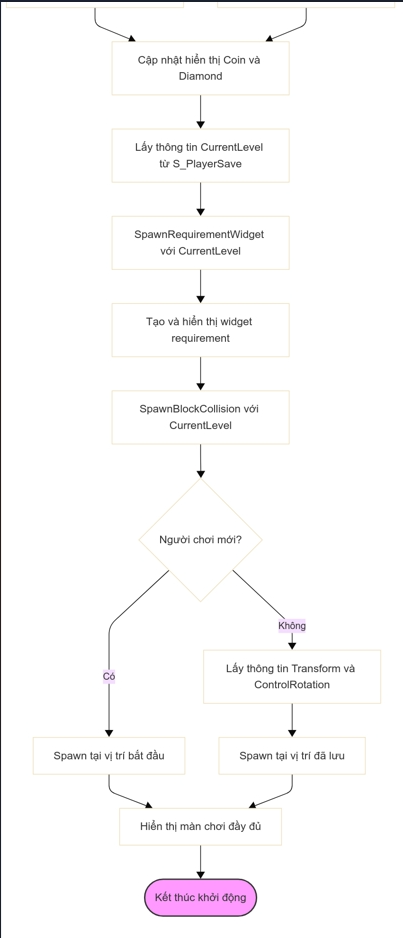 Cập nhật hiển thị Coin và
Diamond
Lấy thông tin CurrentLevel
từ S_PlayerSave
SpawnRequirementWidget
với CurrentLevel
Tạo và hiển thị widget
requirement
SpawnBlockCollision với
CurrentLevel
Người chơi mới?
Không
Lấy thông tin Transform và
ControlRotation
Có
Spawn tại vị trí bắt đầu
Spawn tại vị trí đã lưu
Hiển thị màn chơi đầy đủ
Kết thúc khởi động